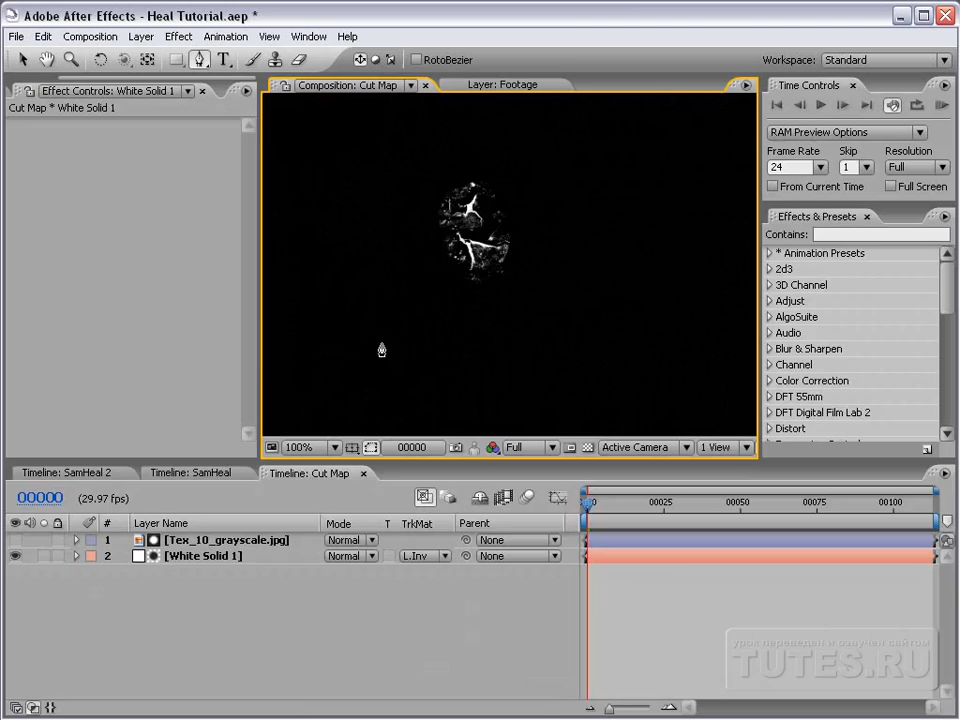 Adobe After Effects - Heal Tutorial.aep *
File Edit Composition Layer Effect Animation View Window Help
RotoBezier
Workspace: Standard
Effect Controls: White Solid 1
Cut Map * White Solid 1
Composition: Cut Map
Layer: Footage
Time Controls
RAM Preview Options
Frame Rate Skip Resolution
24 1 Full
From Current Time Full Screen
Effects & Presets
Contains:
* Animation Presets
2d3
3D Channel
Adjust
AlgoSuite
Audio
Blur & Sharpen
Channel
Color Correction
DFT 55mm
DFT Digital Film Lab 2
Distort
100% 00000 Full Active Camera 1 View
Timeline: SamHeal 2 Timeline: SamHeal Timeline: Cut Map
00000 (29.97 fps)
00025 00050 00075 00100
# Layer Name Mode T TrkMat Parent
1 [Tex_10_grayscale.jpg] Normal None
2 [White Solid 1] Normal L.Inv None
урок переведен и озвучен сайтом
TUTES.RU